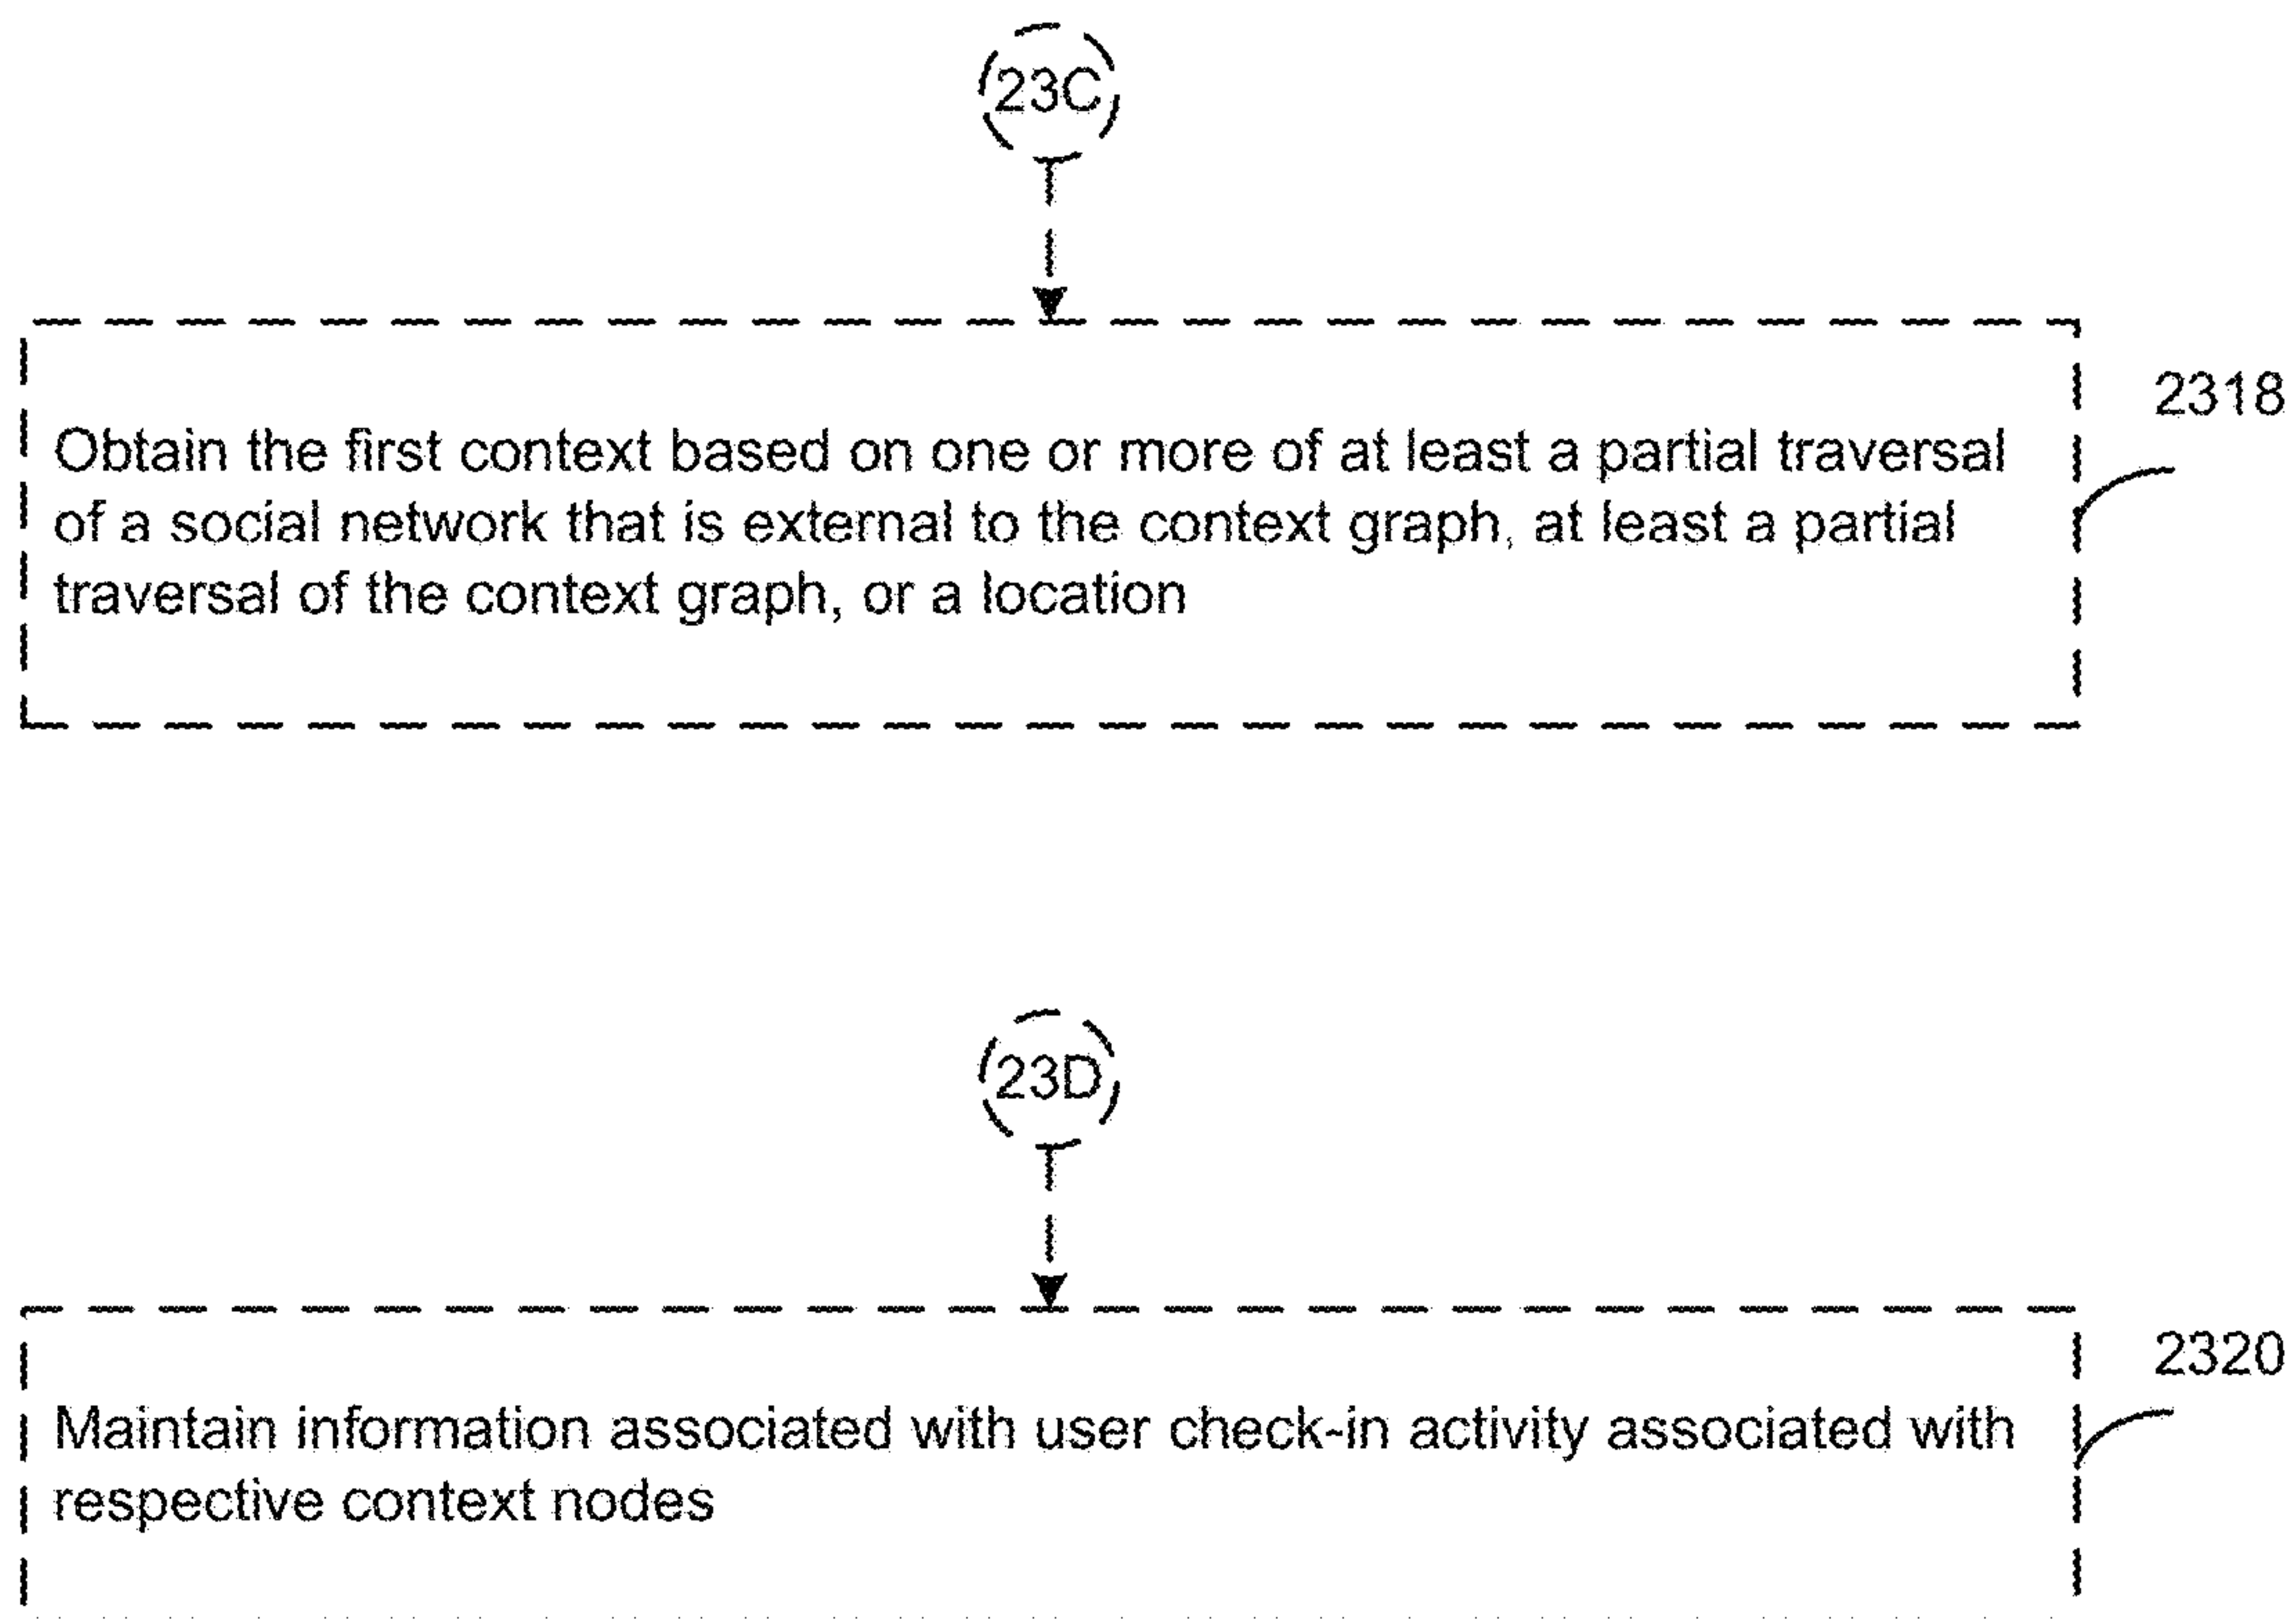 23C
2318
Obtain the first context based on one or more of at least a partial traversal
of a social network that is external to the context graph, at least a partial
traversal of the context graph, or a location
23D
2320
Maintain information associated with user check-in activity associated with
respective context nodes